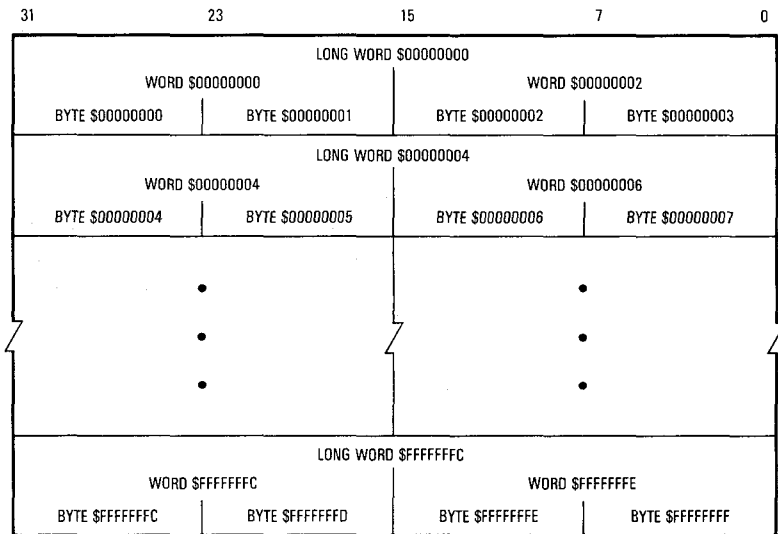 31 23 15 7 0
LONG WORD $00000000
WORD $00000000 WORD $00000002
BYTE $00000000 BYTE $00000001 BYTE $00000002 BYTE $00000003
LONG WORD $00000004
WORD $00000004 WORD $00000006
BYTE $00000004 BYTE $00000005 BYTE $00000006 BYTE $00000007
LONG WORD $FFFFFFFC
WORD $FFFFFFFC WORD $FFFFFFFE
BYTE $FFFFFFFC BYTE $FFFFFFFD BYTE $FFFFFFFE BYTE $FFFFFFFF